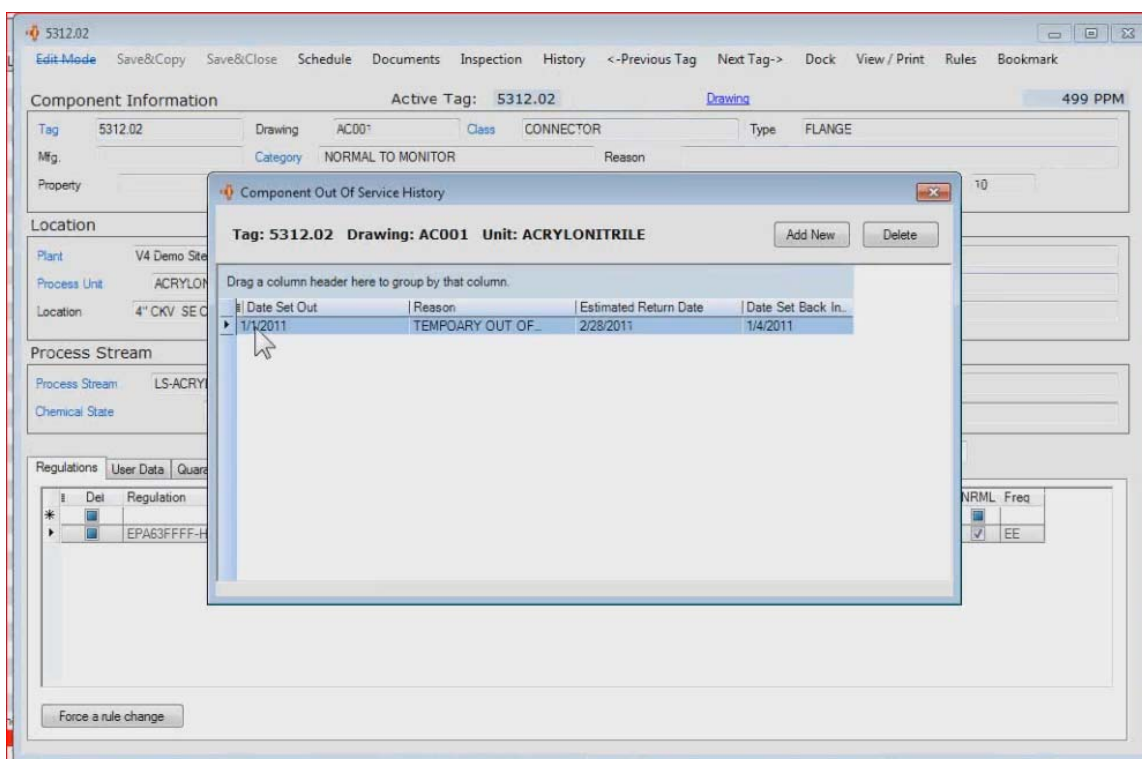 5312.02
Edit Mode Save&Copy Save&Close Schedule Documents Inspection History <-Previous Tag Next Tag-> Dock View / Print Rules Bookmark
Component Information Active Tag: 5312.02 Drawing 499 PPM
Tag 5312.02 Drawing AC001 Class CONNECTOR Type FLANGE
Mfg. Category NORMAL TO MONITOR Reason
Property 10
Component Out Of Service History
Tag: 5312.02 Drawing: AC001 Unit: ACRYLONITRILE Add New Delete
Location
Plant V4 Demo Site
Process Unit ACRYLON
Location 4" CKV SE C
Drag a column header here to group by that column.
Date Set Out Reason Estimated Return Date Date Set Back In...
1/1/2011 TEMPOARY OUT OF... 2/28/2011 1/4/2011
Process Stream
Process Stream LS-ACRYL
Chemical State
Regulations User Data Quara
Del Regulation NRML Freq
*
EPA63FFFF-H EE
Force a rule change